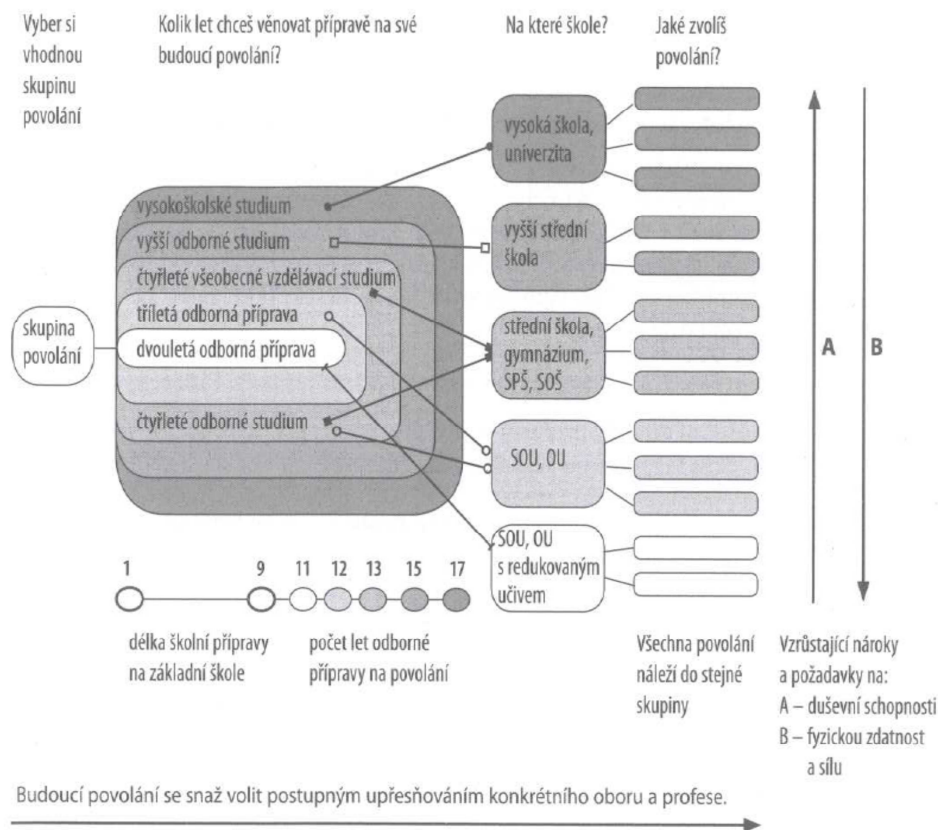 Vyber si
vhodnou
skupinu
povolání
Kolik let chceš věnovat přípravě na své
budoucí povolání?
Na které škole?
Jaké zvolíš
povolání?
vysokoškolské studium
vyšší odborné studium
čtyřleté všeobecné vzdělávací studium
tříletá odborná příprava
dvouletá odborná příprava
čtyřleté odborné studium
skupina
povolání
vysoká škola,
univerzita
vyšší střední
škola
střední škola,
gymnázium,
SPŠ, SOŠ
SOU, OU
SOU, OU
s redukovaným
učivem
A
B
1
9
11
12
13
15
17
délka školní přípravy
na základní škole
počet let odborné
přípravy na povolání
Všechna povolání
náleží do stejné
skupiny
Vzrůstající nároky
a požadavky na:
A – duševní schopnosti
B – fyzickou zdatnost
a sílu
Budoucí povolání se snaž volit postupným upřesňováním konkrétního oboru a profese.